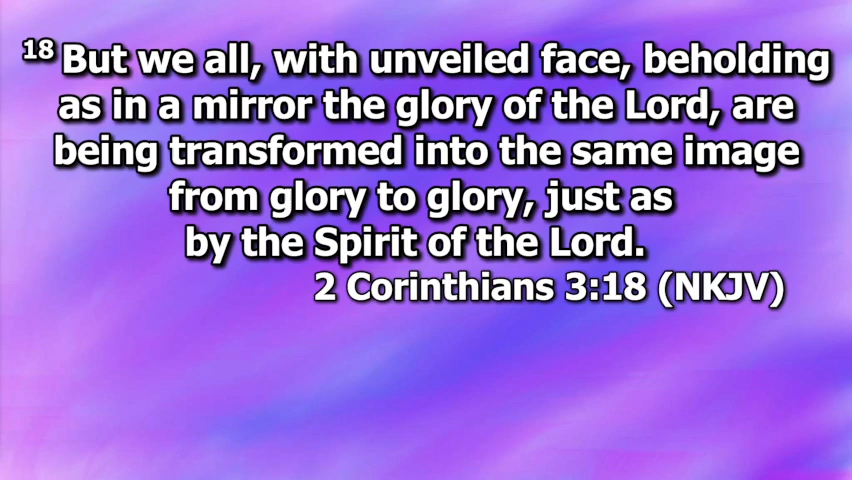 18 But we all, with unveiled face, beholding
as in a mirror the glory of the Lord, are
being transformed into the same image
from glory to glory, just as
by the Spirit of the Lord.
2 Corinthians 3:18 (NKJV)